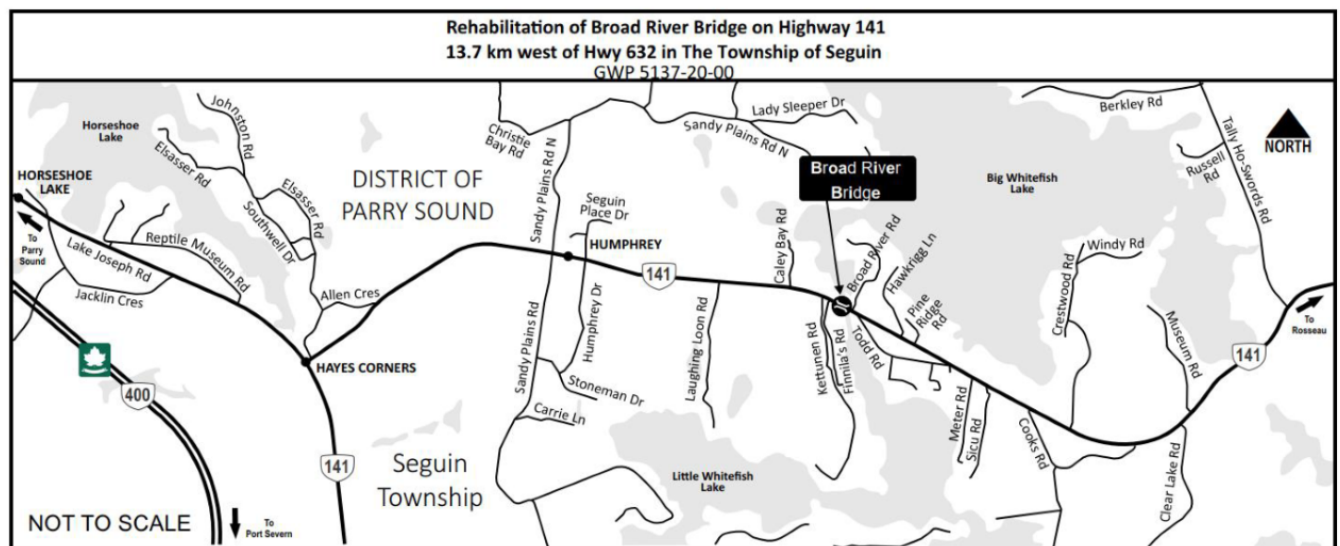 Rehabilitation of Broad River Bridge on Highway 141
13.7 km west of Hwy 632 in The Township of Seguin
GWP 5137-20-00
Horseshoe
Lake
Johnston Rd
Elsasser Rd
HORSESHOE
LAKE
To
Parry
Sound
Lake Joseph Rd
Reptile Museum Rd
Jacklin Cres
Southwell Dr
Elsasser Rd
Allen Cres
HAYES CORNERS
400
141
DISTRICT OF
PARRY SOUND
Seguin
Township
NOT TO SCALE
To
Port Severn
Christie
Bay Rd
Sandy Plains Rd N
Seguin
Place Dr
HUMPHREY
141
Sandy Plains Rd
Humphrey Dr
Stoneman Dr
Carrie Ln
Lady Sleeper Dr
Sandy Plains Rd N
Broad River
Bridge
Caley Bay Rd
Broad River Rd
Hawkrigg Ln
Pine
Ridge
Rd
Laughing Loon Rd
Kettunen Rd
Finnila's Rd
Todd Rd
Little Whitefish
Lake
Meter Rd
Sicu Rd
Cooks Rd
Big Whitefish
Lake
Berkley Rd
Russell
Rd
Tally Ho-Swords Rd
NORTH
Windy Rd
Crestwood Rd
Museum Rd
Clear Lake Rd
141
To
Rosseau